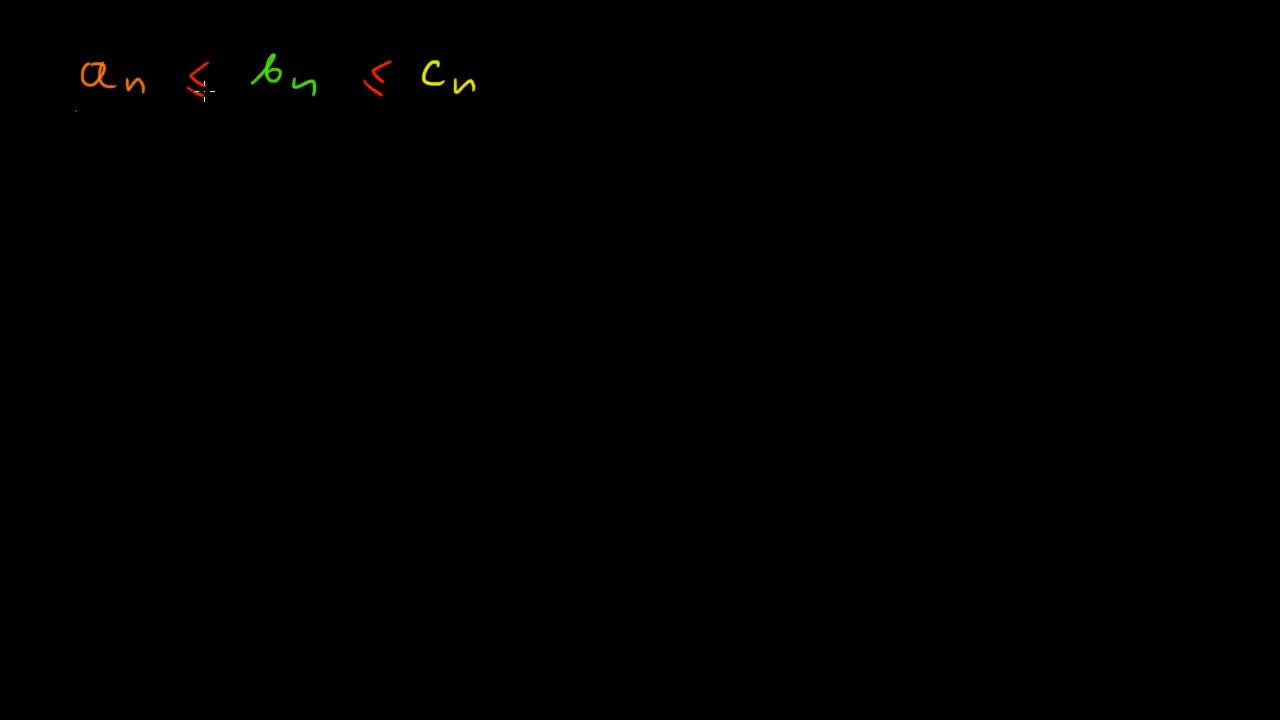 aₙ ≤ bₙ ≤ cₙ